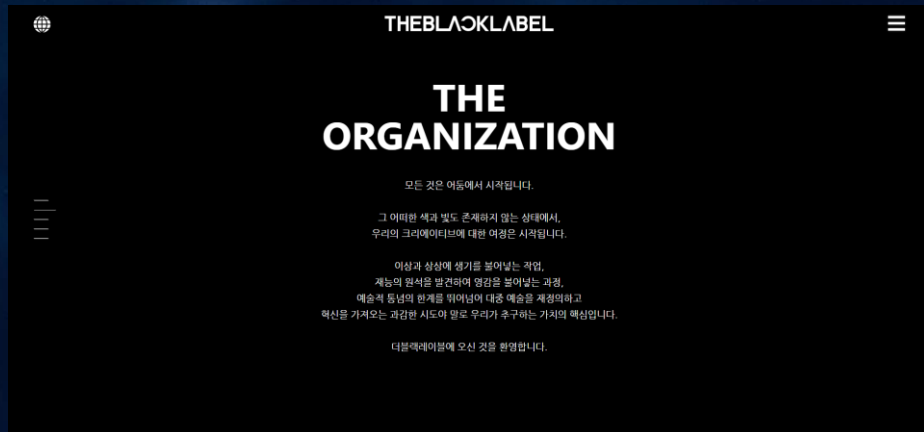 THEBLACKLABEL
THE
ORGANIZATION
모든 것은 어둠에서 시작됩니다.
그 어떠한 색과 빛도 존재하지 않는 상태에서,
우리의 크리에이티브에 대한 여정은 시작됩니다.
이상과 상상에 생기를 불어넣는 작업,
재능의 원석을 발견하여 영감을 불어넣는 과정,
예술적 통념의 한계를 뛰어넘어 대중 예술을 재정의하고
혁신을 가져오는 과감한 시도야 말로 우리가 추구하는 가치의 핵심입니다.
더블랙레이블에 오신 것을 환영합니다.